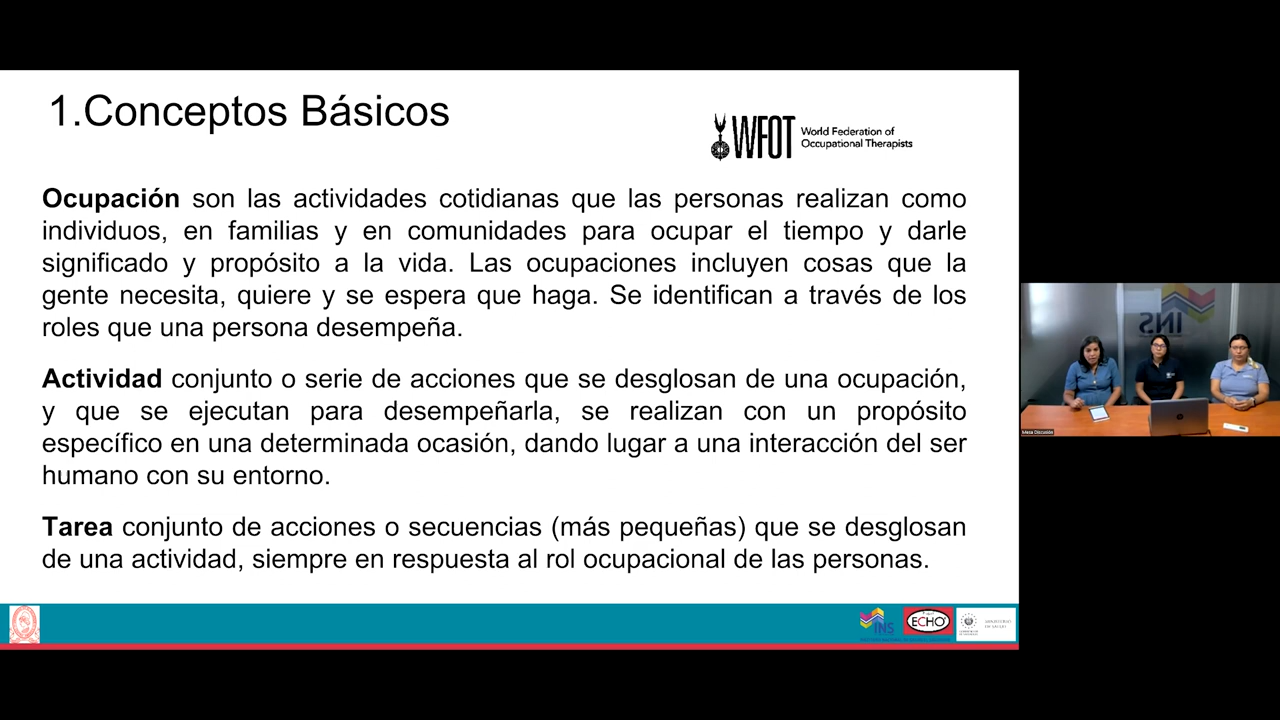 1.Conceptos Básicos
WFOT
World Federation of
Occupational Therapists
Ocupación son las actividades cotidianas que las personas realizan como
individuos, en familias y en comunidades para ocupar el tiempo y darle
significado y propósito a la vida. Las ocupaciones incluyen cosas que la
gente necesita, quiere y se espera que haga. Se identifican a través de los
roles que una persona desempeña.
Actividad conjunto o serie de acciones que se desglosan de una ocupación,
y que se ejecutan para desempeñarla, se realizan con un propósito
específico en una determinada ocasión, dando lugar a una interacción del ser
humano con su entorno.
Tarea conjunto de acciones o secuencias (más pequeñas) que se desglosan
de una actividad, siempre en respuesta al rol ocupacional de las personas.
INS
Mesa Discusión
INS
ECHO